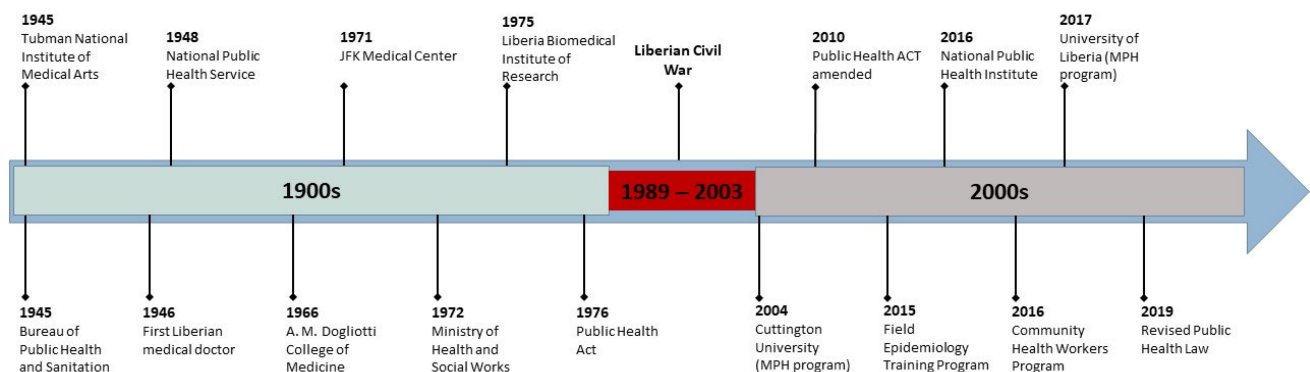 1945
Tubman National
Institute of
Medical Arts
1948
National Public
Health Service
1971
JFK Medical Center
1975
Liberia Biomedical
Institute of
Research
Liberian Civil
War
2010
Public Health ACT
amended
2016
National Public
Health Institute
2017
University of
Liberia (MPH
program)
1900s
1989 – 2003
2000s
1945
Bureau of
Public Health
and Sanitation
1946
First Liberian
medical doctor
1966
A. M. Dogliotti
College of
Medicine
1972
Ministry of
Health and
Social Works
1976
Public Health
Act
2004
Cuttington
University
(MPH program)
2015
Field
Epidemiology
Training Program
2016
Community
Health Workers
Program
2019
Revised Public
Health Law